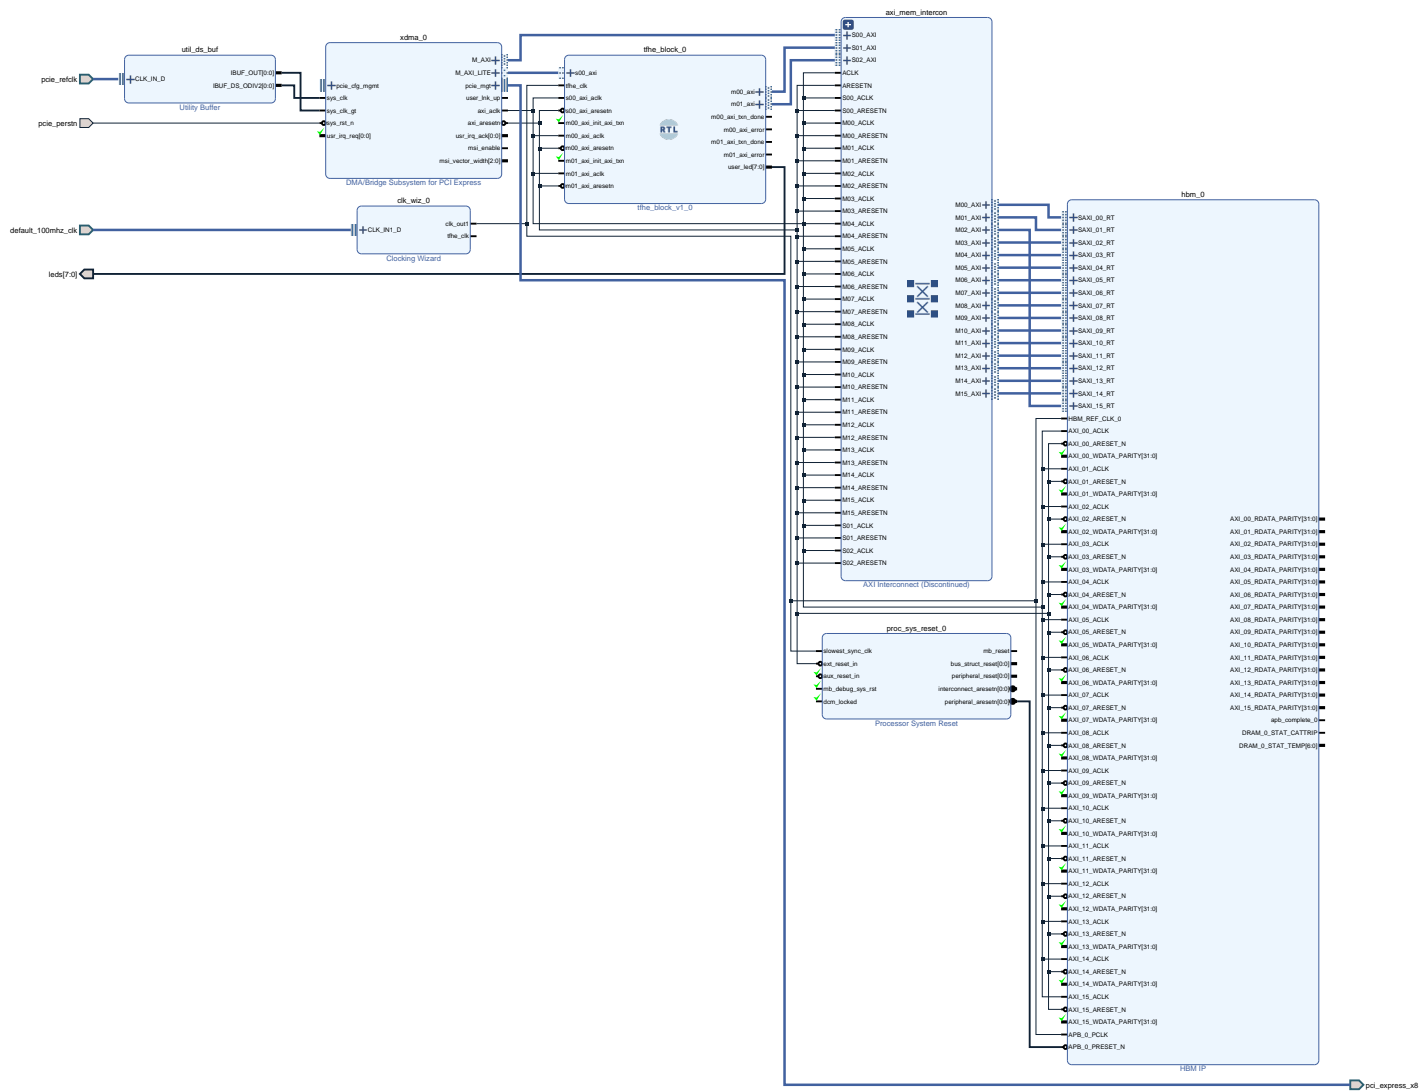 pcie_refclk
pcie_perstn
default_100mhz_clk
leds[7:0]
util_ds_buf
CLK_IN_D
IBUF_OUT[0:0]
IBUF_DS_ODIV2[0:0]
Utility Buffer
xdma_0
pcie_cfg_mgmt
sys_clk
sys_clk_gt
sys_rst_n
usr_irq_req[0:0]
M_AXI
M_AXI_LITE
pcie_mgt
user_lnk_up
axi_aclk
axi_aresetn
usr_irq_ack[0:0]
msi_enable
msi_vector_width[2:0]
DMA/Bridge Subsystem for PCI Express
clk_wiz_0
CLK_IN1_D
clk_out1
tfhe_clk
Clocking Wizard
tfhe_block_0
s00_axi
tfhe_clk
s00_axi_aclk
s00_axi_aresetn
m00_axi_init_axi_txn
m00_axi_aclk
m00_axi_aresetn
m01_axi_init_axi_txn
m01_axi_aclk
m01_axi_aresetn
RTL
m00_axi
m01_axi
m00_axi_txn_done
m00_axi_error
m01_axi_txn_done
m01_axi_error
user_led[7:0]
tfhe_block_v1_0
axi_mem_intercon
S00_AXI
S01_AXI
S02_AXI
ACLK
ARESETN
S00_ACLK
S00_ARESETN
M00_ACLK
M00_ARESETN
M01_ACLK
M01_ARESETN
M02_ACLK
M02_ARESETN
M03_ACLK
M03_ARESETN
M04_ACLK
M04_ARESETN
M05_ACLK
M05_ARESETN
M06_ACLK
M06_ARESETN
M07_ACLK
M07_ARESETN
M08_ACLK
M08_ARESETN
M09_ACLK
M09_ARESETN
M10_ACLK
M10_ARESETN
M11_ACLK
M11_ARESETN
M12_ACLK
M12_ARESETN
M13_ACLK
M13_ARESETN
M14_ACLK
M14_ARESETN
M15_ACLK
M15_ARESETN
S01_ACLK
S01_ARESETN
S02_ACLK
S02_ARESETN
M00_AXI
M01_AXI
M02_AXI
M03_AXI
M04_AXI
M05_AXI
M06_AXI
M07_AXI
M08_AXI
M09_AXI
M10_AXI
M11_AXI
M12_AXI
M13_AXI
M14_AXI
M15_AXI
AXI Interconnect (Discontinued)
proc_sys_reset_0
slowest_sync_clk
ext_reset_in
aux_reset_in
mb_debug_sys_rst
dcm_locked
mb_reset
bus_struct_reset[0:0]
peripheral_reset[0:0]
interconnect_aresetn[0:0]
peripheral_aresetn[0:0]
Processor System Reset
hbm_0
SAXI_00_RT
SAXI_01_RT
SAXI_02_RT
SAXI_03_RT
SAXI_04_RT
SAXI_05_RT
SAXI_06_RT
SAXI_07_RT
SAXI_08_RT
SAXI_09_RT
SAXI_10_RT
SAXI_11_RT
SAXI_12_RT
SAXI_13_RT
SAXI_14_RT
SAXI_15_RT
HBM_REF_CLK_0
AXI_00_ACLK
AXI_00_ARESET_N
AXI_00_WDATA_PARITY[31:0]
AXI_01_ACLK
AXI_01_ARESET_N
AXI_01_WDATA_PARITY[31:0]
AXI_02_ACLK
AXI_02_ARESET_N
AXI_02_WDATA_PARITY[31:0]
AXI_03_ACLK
AXI_03_ARESET_N
AXI_03_WDATA_PARITY[31:0]
AXI_04_ACLK
AXI_04_ARESET_N
AXI_04_WDATA_PARITY[31:0]
AXI_05_ACLK
AXI_05_ARESET_N
AXI_05_WDATA_PARITY[31:0]
AXI_06_ACLK
AXI_06_ARESET_N
AXI_06_WDATA_PARITY[31:0]
AXI_07_ACLK
AXI_07_ARESET_N
AXI_07_WDATA_PARITY[31:0]
AXI_08_ACLK
AXI_08_ARESET_N
AXI_08_WDATA_PARITY[31:0]
AXI_09_ACLK
AXI_09_ARESET_N
AXI_09_WDATA_PARITY[31:0]
AXI_10_ACLK
AXI_10_ARESET_N
AXI_10_WDATA_PARITY[31:0]
AXI_11_ACLK
AXI_11_ARESET_N
AXI_11_WDATA_PARITY[31:0]
AXI_12_ACLK
AXI_12_ARESET_N
AXI_12_WDATA_PARITY[31:0]
AXI_13_ACLK
AXI_13_ARESET_N
AXI_13_WDATA_PARITY[31:0]
AXI_14_ACLK
AXI_14_ARESET_N
AXI_14_WDATA_PARITY[31:0]
AXI_15_ACLK
AXI_15_ARESET_N
AXI_15_WDATA_PARITY[31:0]
APB_0_PCLK
APB_0_PRESET_N
AXI_00_RDATA_PARITY[31:0]
AXI_01_RDATA_PARITY[31:0]
AXI_02_RDATA_PARITY[31:0]
AXI_03_RDATA_PARITY[31:0]
AXI_04_RDATA_PARITY[31:0]
AXI_05_RDATA_PARITY[31:0]
AXI_06_RDATA_PARITY[31:0]
AXI_07_RDATA_PARITY[31:0]
AXI_08_RDATA_PARITY[31:0]
AXI_09_RDATA_PARITY[31:0]
AXI_10_RDATA_PARITY[31:0]
AXI_11_RDATA_PARITY[31:0]
AXI_12_RDATA_PARITY[31:0]
AXI_13_RDATA_PARITY[31:0]
AXI_14_RDATA_PARITY[31:0]
AXI_15_RDATA_PARITY[31:0]
apb_complete_0
DRAM_0_STAT_CATTRIP
DRAM_0_STAT_TEMP[6:0]
HBM IP
pci_express_x8